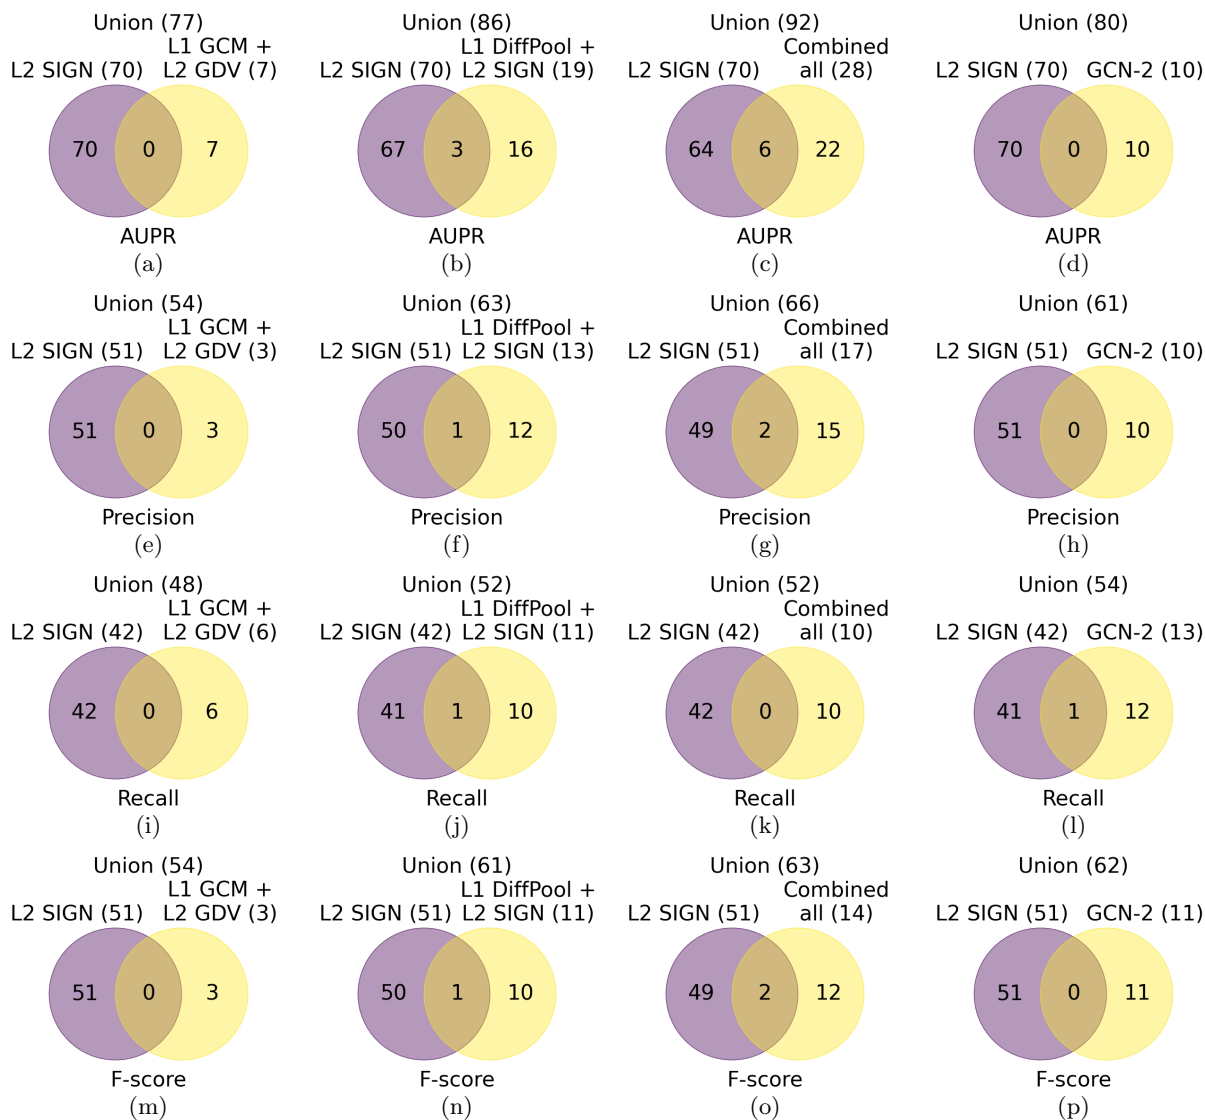 Union (77)
L1 GCM +
L2 SIGN (70) L2 GDV (7)
70 0 7
AUPR
(a)
Union (86)
L1 DiffPool +
L2 SIGN (70) L2 SIGN (19)
67 3 16
AUPR
(b)
Union (92)
Combined
L2 SIGN (70) all (28)
64 6 22
AUPR
(c)
Union (80)
L2 SIGN (70) GCN-2 (10)
70 0 10
AUPR
(d)
Union (54)
L1 GCM +
L2 SIGN (51) L2 GDV (3)
51 0 3
Precision
(e)
Union (63)
L1 DiffPool +
L2 SIGN (51) L2 SIGN (13)
50 1 12
Precision
(f)
Union (66)
Combined
L2 SIGN (51) all (17)
49 2 15
Precision
(g)
Union (61)
L2 SIGN (51) GCN-2 (10)
51 0 10
Precision
(h)
Union (48)
L1 GCM +
L2 SIGN (42) L2 GDV (6)
42 0 6
Recall
(i)
Union (52)
L1 DiffPool +
L2 SIGN (42) L2 SIGN (11)
41 1 10
Recall
(j)
Union (52)
Combined
L2 SIGN (42) all (10)
42 0 10
Recall
(k)
Union (54)
L2 SIGN (42) GCN-2 (13)
41 1 12
Recall
(l)
Union (54)
L1 GCM +
L2 SIGN (51) L2 GDV (3)
51 0 3
F-score
(m)
Union (61)
L1 DiffPool +
L2 SIGN (51) L2 SIGN (11)
50 1 10
F-score
(n)
Union (63)
Combined
L2 SIGN (51) all (14)
49 2 12
F-score
(o)
Union (62)
L2 SIGN (51) GCN-2 (11)
51 0 11
F-score
(p)